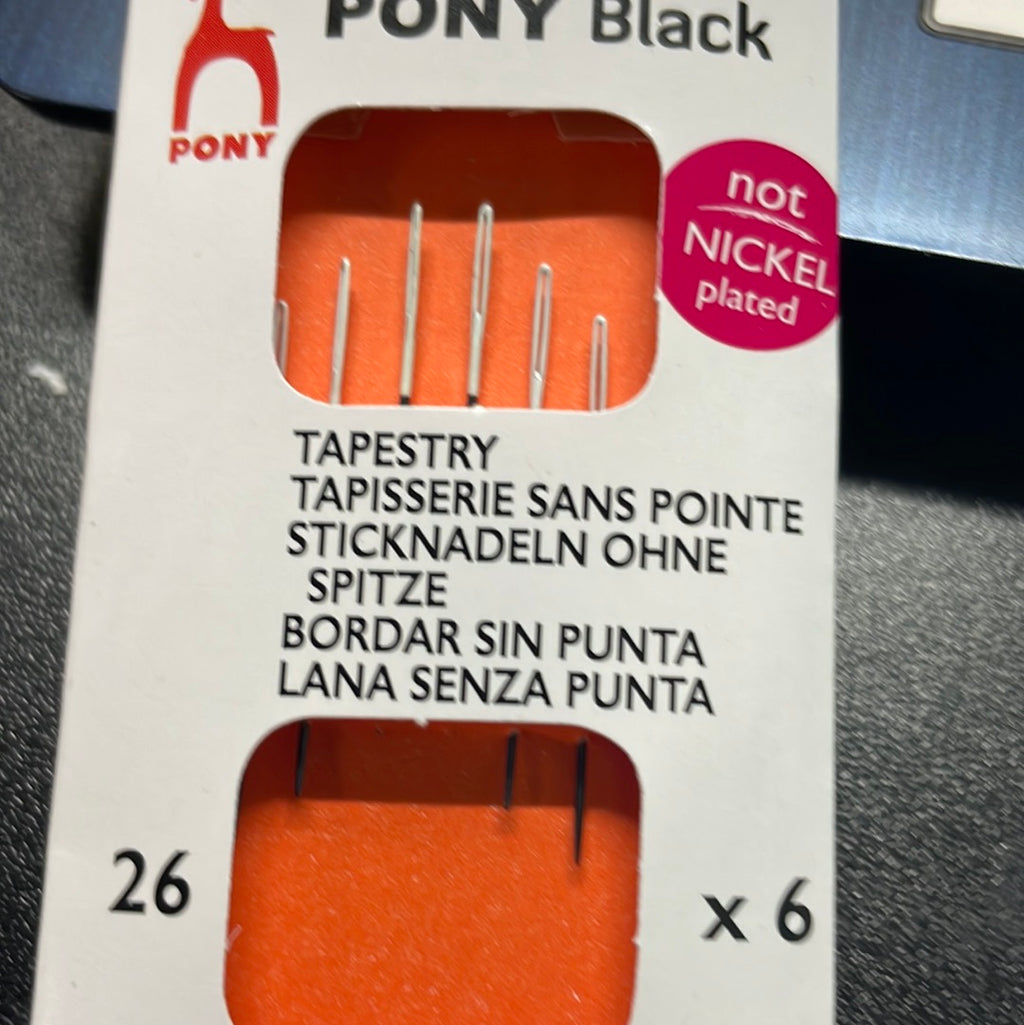 PONY Black
PONY
not
NICKEL
plated
TAPESTRY
TAPISSERIE SANS POINTE
STICKNADELN OHNE
SPITZE
BORDAR SIN PUNTA
LANA SENZA PUNTA
26
x 6